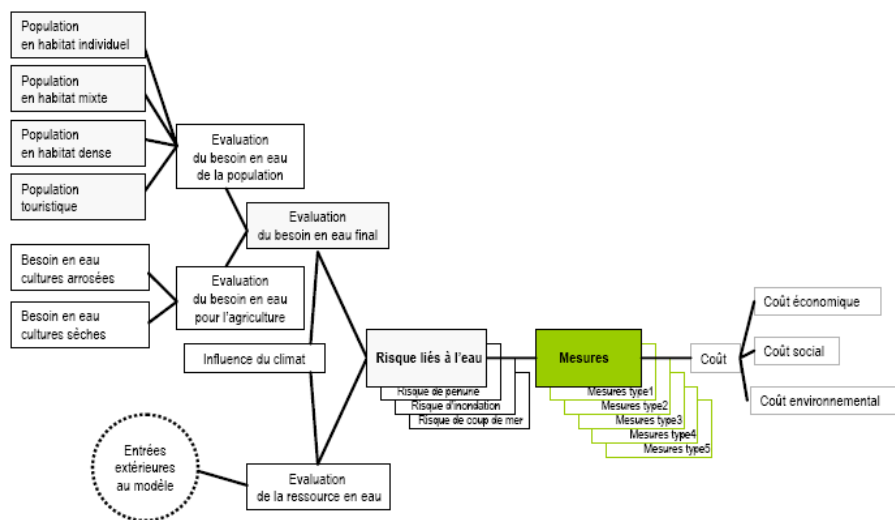 Population
en habitat individuel
Population
en habitat mixte
Population
en habitat dense
Population
touristique
Evaluation
du besoin en eau
de la population
Evaluation
du besoin en eau final
Besoin en eau
cultures arrosées
Besoin en eau
cultures sêches
Evaluation
du besoin en eau
pour l'agriculture
Influence du climat
Risque liés à l'eau
Risque de penurie
Risque d'inondation
Risque de coup de mer
Mesures
Mesures type1
Mesures type2
Mesures type3
Mesures type4
Mesures type5
Coût
Coût économique
Coût social
Coût environnemental
Entrées
extérieures
au modèle
Evaluation
de la ressource en eau